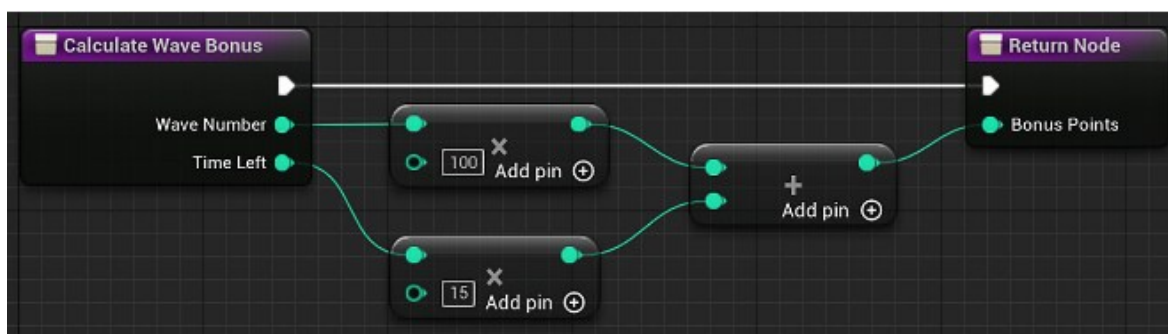 Calculate Wave Bonus
Return Node
Wave Number
Bonus Points
Time Left
100
Add pin
+
Add pin
15
Add pin